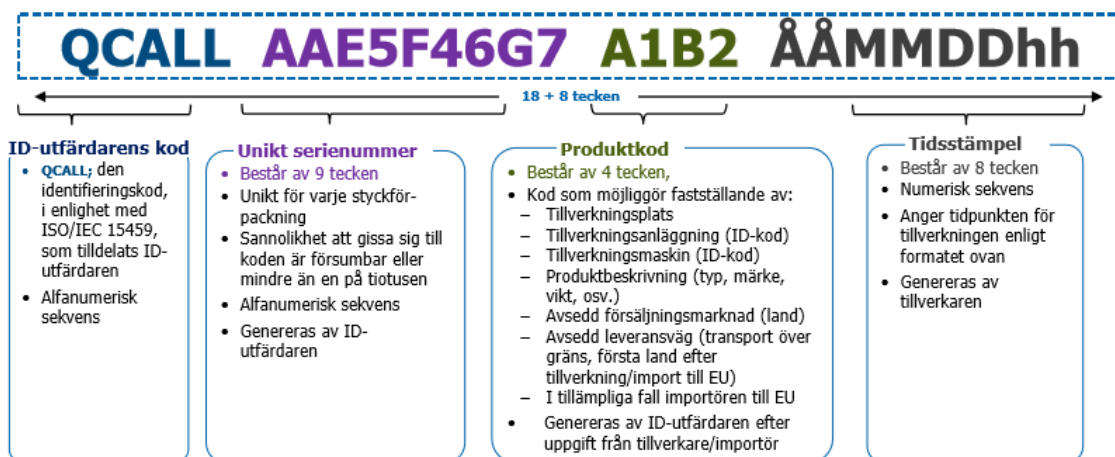 QCALL AAE5F46G7 A1B2 ÅÅMMDDhh
18 + 8 tecken
ID-utfärdarens kod
• QCALL; den
identifieringskod,
i enlighet med
ISO/IEC 15459,
som tilldelats ID-
utfärdaren
• Alfanumerisk
sekvens
Unikt serienummer
• Består av 9 tecken
• Unikt för varje styckför-
packning
• Sannolikhet att gissa sig till
koden är försumbar eller
mindre än en på tiotusen
• Alfanumerisk sekvens
• Genereras av ID-
utfärdaren
Produktkod
• Består av 4 tecken,
• Kod som möjliggör fastställande av:
– Tillverkningsplats
– Tillverkningsanläggning (ID-kod)
– Tillverkningsmaskin (ID-kod)
– Produktbeskrivning (typ, märke,
vikt, osv.)
– Avsedd försäljningsmarknad (land)
– Avsedd leveransväg (transport över
gräns, första land efter
tillverkning/import till EU)
– I tillämpliga fall importören till EU
• Genereras av ID-utfärdaren efter
uppgift från tillverkare/importör
Tidsstämpel
• Består av 8 tecken
• Numerisk sekvens
• Anger tidpunkten för
tillverkningen enligt
formatet ovan
• Genereras av
tillverkaren